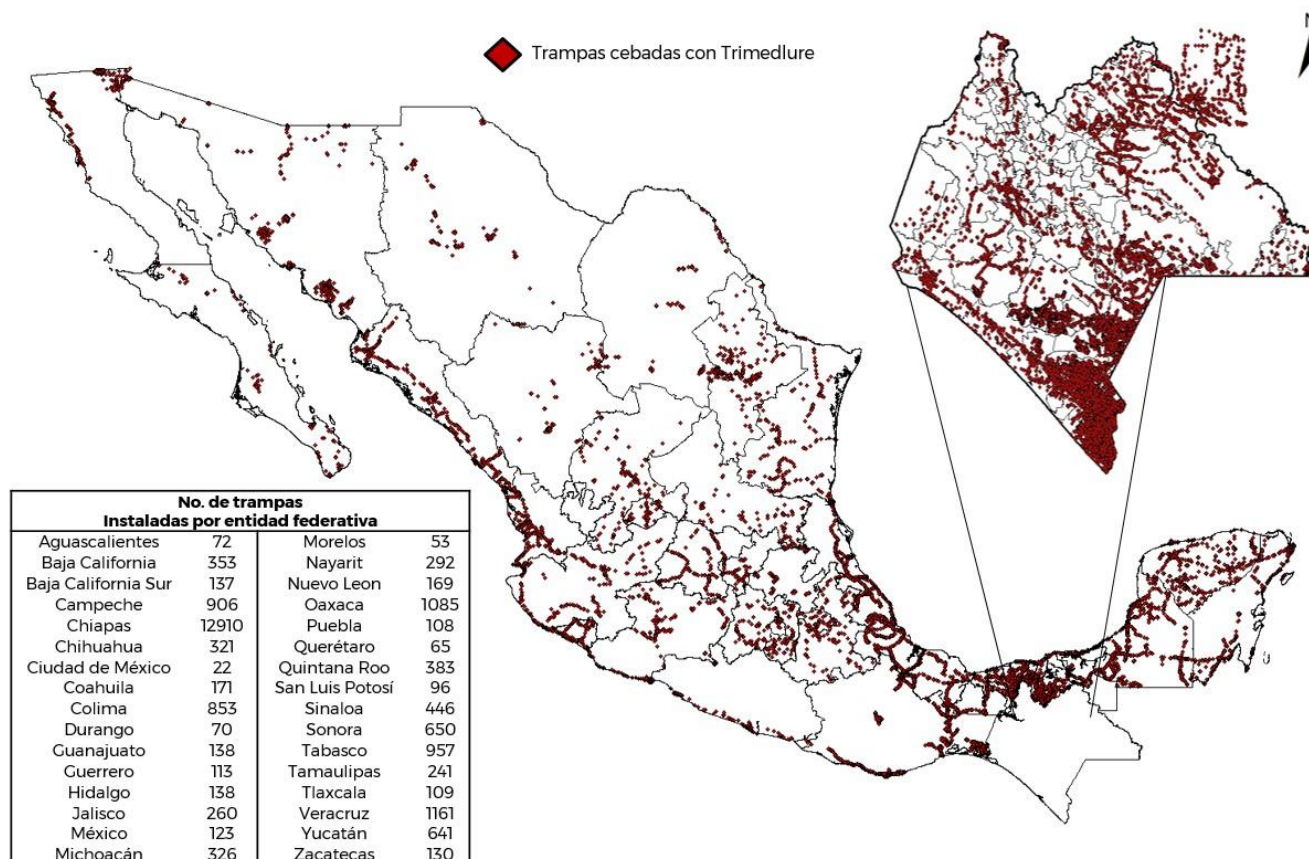 Trampas cebadas con Trimedlure
N
No. de trampas
Instaladas por entidad federativa
Aguascalientes 72 Morelos 53
Baja California 353 Nayarit 292
Baja California Sur 137 Nuevo Leon 169
Campeche 906 Oaxaca 1085
Chiapas 12910 Puebla 108
Chihuahua 321 Querétaro 65
Ciudad de México 22 Quintana Roo 383
Coahuila 171 San Luis Potosí 96
Colima 853 Sinaloa 446
Durango 70 Sonora 650
Guanajuato 138 Tabasco 957
Guerrero 113 Tamaulipas 241
Hidalgo 138 Tlaxcala 109
Jalisco 260 Veracruz 1161
México 123 Yucatán 641
Michoacán 326 Zacatecas 130